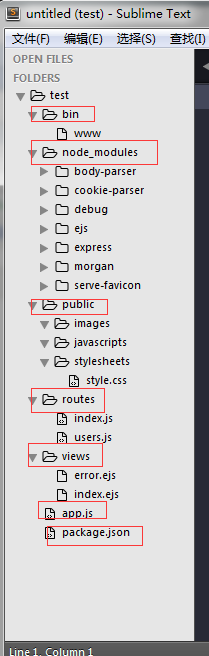 untitled (test) - Sublime Text
文件(F) 编辑(E) 选择(S) 查找(I)
OPEN FILES
FOLDERS
test
bin
www
node_modules
body-parser
cookie-parser
debug
ejs
express
morgan
serve-favicon
public
images
javascripts
stylesheets
style.css
routes
index.js
users.js
views
error.ejs
index.ejs
app.js
package.json
Line 1, Column 1